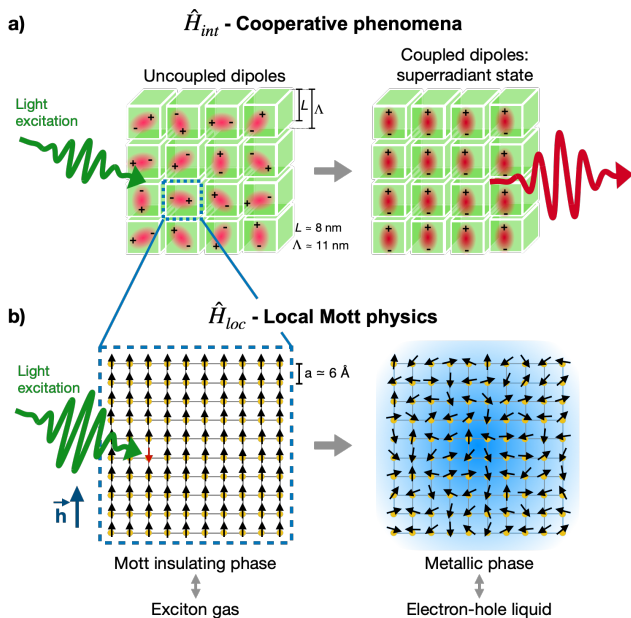 a) Ĥint - Cooperative phenomena
Uncoupled dipoles
Coupled dipoles:
superradiant state
Light
excitation
L Λ
L ≈ 8 nm
Λ ≈ 11 nm
b) Ĥloc - Local Mott physics
Light
excitation
a ≃ 6 Å
h
Mott insulating phase
Metallic phase
Exciton gas
Electron-hole liquid